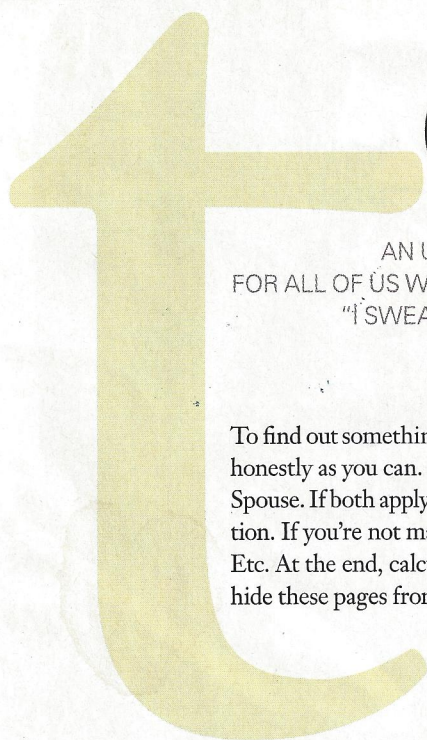 t
AN U
FOR ALL OF US W
"I SWEA
To find out somethin
honestly as you can.
Spouse. If both apply
tion. If you're not ma
Etc. At the end, calc
hide these pages from